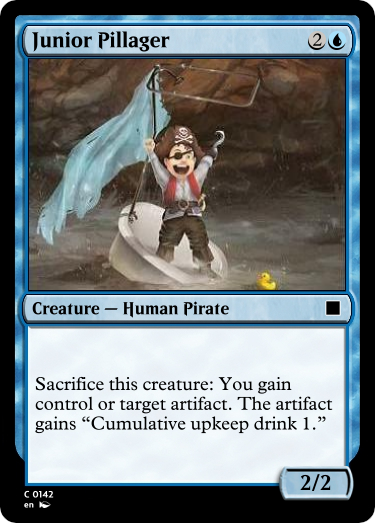 Junior Pillager 2
Creature — Human Pirate
Sacrifice this creature: You gain
control or target artifact. The artifact
gains “Cumulative upkeep drink 1.”
2/2
C 0142
en